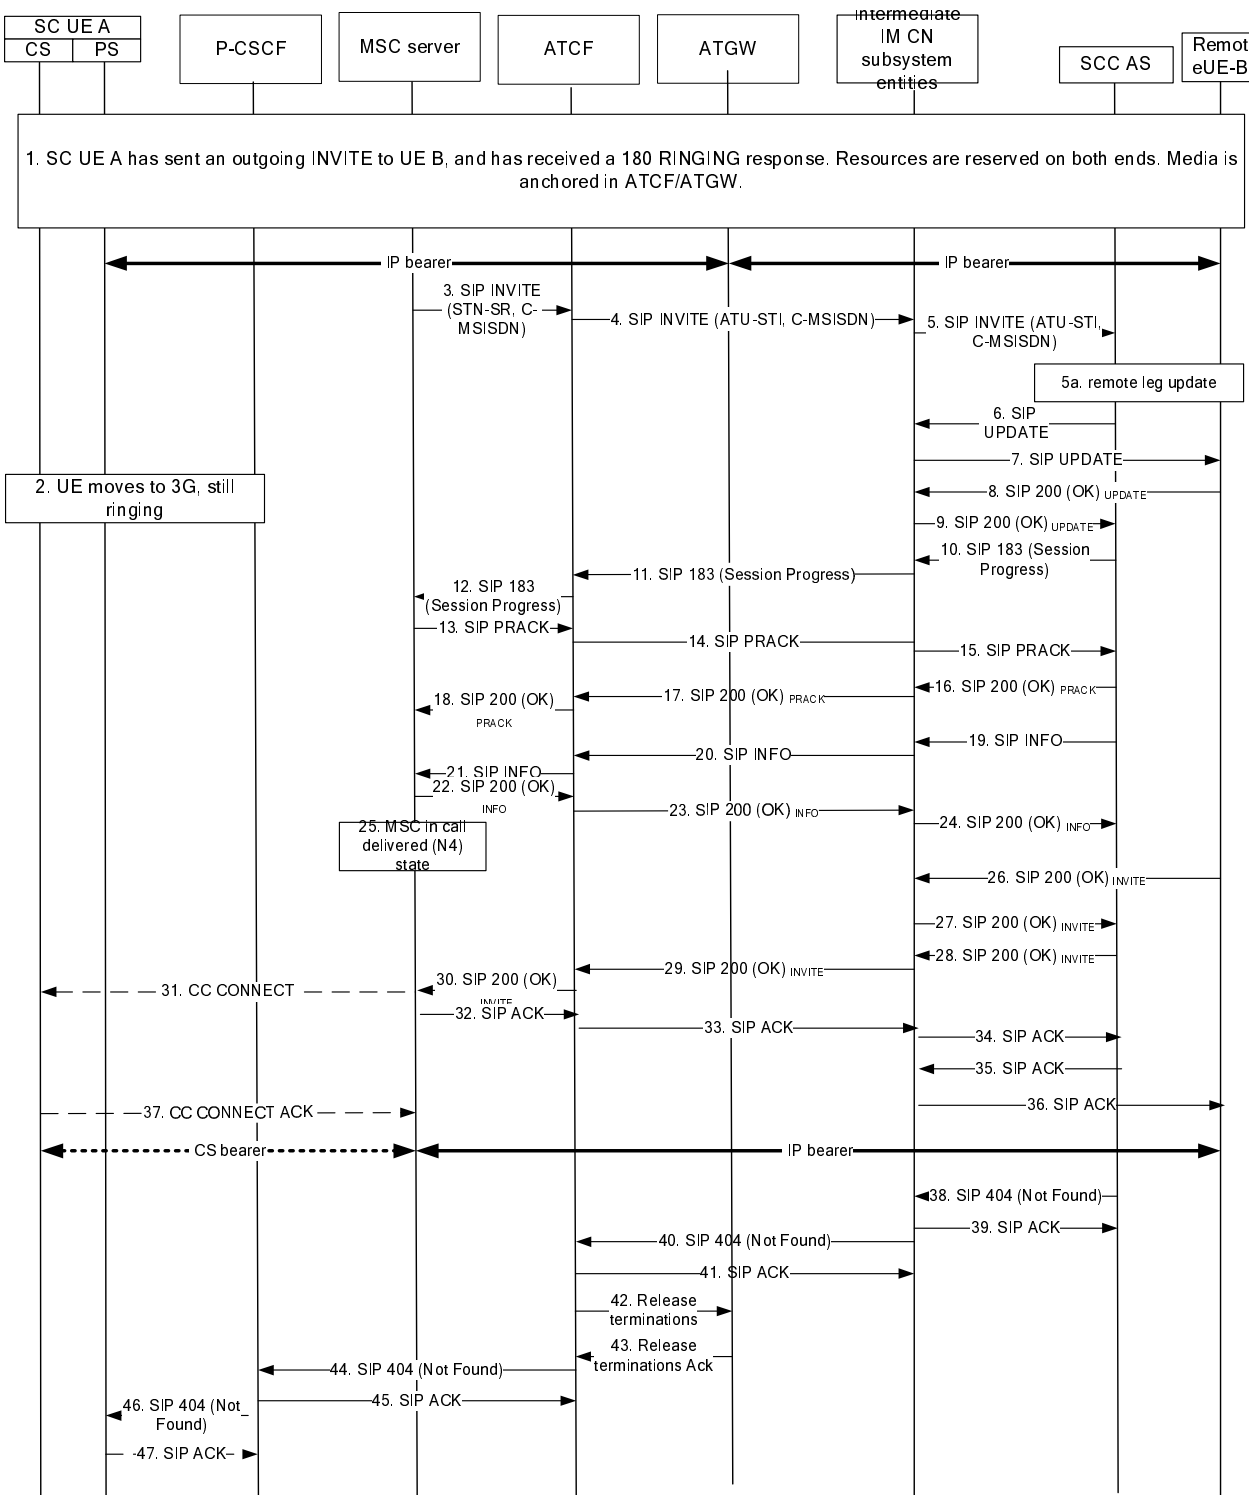 SC UE A
CS
PS
P-CSCF
MSC server
ATCF
ATGW
Intermediate
IM CN
subsystem
entities
SCC AS
Remot
eUE-B
1. SC UE A has sent an outgoing INVITE to UE B, and has received a 180 RINGING response. Resources are reserved on both ends. Media is
anchored in ATCF/ATGW.
IP bearer
IP bearer
3. SIP INVITE
(STN-SR, C-
MSISDN)
4. SIP INVITE (ATU-STI, C-MSISDN)
5. SIP INVITE (ATU-STI,
C-MSISDN)
5a. remote leg update
6. SIP
UPDATE
7. SIP UPDATE
2. UE moves to 3G, still
ringing
8. SIP 200 (OK) UPDATE
9. SIP 200 (OK) UPDATE
10. SIP 183 (Session
Progress)
11. SIP 183 (Session Progress)
12. SIP 183
(Session Progress)
13. SIP PRACK
14. SIP PRACK
15. SIP PRACK
16. SIP 200 (OK) PRACK
17. SIP 200 (OK) PRACK
18. SIP 200 (OK)
PRACK
19. SIP INFO
20. SIP INFO
21. SIP INFO
22. SIP 200 (OK)
INFO
23. SIP 200 (OK) INFO
24. SIP 200 (OK) INFO
25. MSC in call
delivered (N4)
state
26. SIP 200 (OK) INVITE
27. SIP 200 (OK) INVITE
28. SIP 200 (OK) INVITE
29. SIP 200 (OK) INVITE
30. SIP 200 (OK)
INVITE
31. CC CONNECT
32. SIP ACK
33. SIP ACK
34. SIP ACK
35. SIP ACK
36. SIP ACK
37. CC CONNECT ACK
CS bearer
IP bearer
38. SIP 404 (Not Found)
39. SIP ACK
40. SIP 404 (Not Found)
41. SIP ACK
42. Release
terminations
43. Release
terminations Ack
44. SIP 404 (Not Found)
45. SIP ACK
46. SIP 404 (Not
Found)
47. SIP ACK